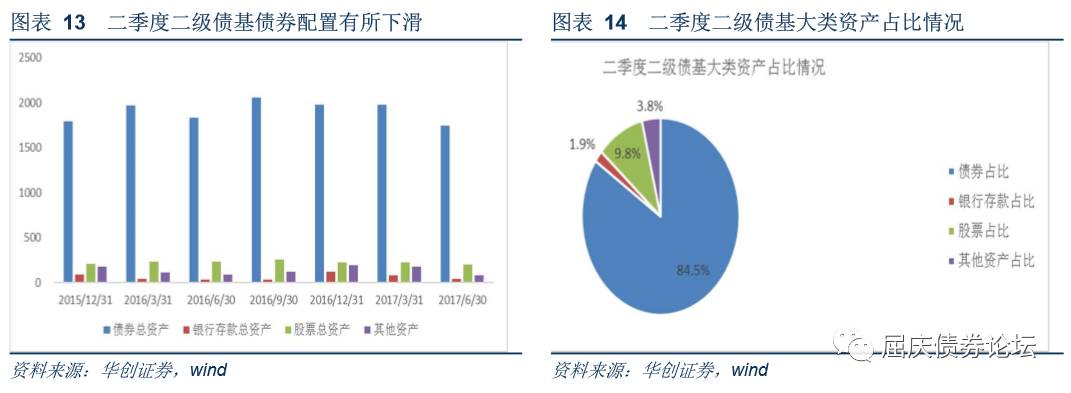 图表 13 二季度二级债基债券配置有所下滑
2500
2000
1500
1000
500
0
2015/12/31 2016/3/31 2016/6/30 2016/9/30 2016/12/31 2017/3/31 2017/6/30
债券总资产 银行存款总资产 股票总资产 其他资产
资料来源：华创证券，wind
图表 14 二季度二级债基大类资产占比情况
二季度二级债基大类资产占比情况
3.8%
1.9%
9.8%
84.5%
债券占比
银行存款占比
股票占比
其他资产占比
屈庆债券论坛
资料来源：华创证券，wind